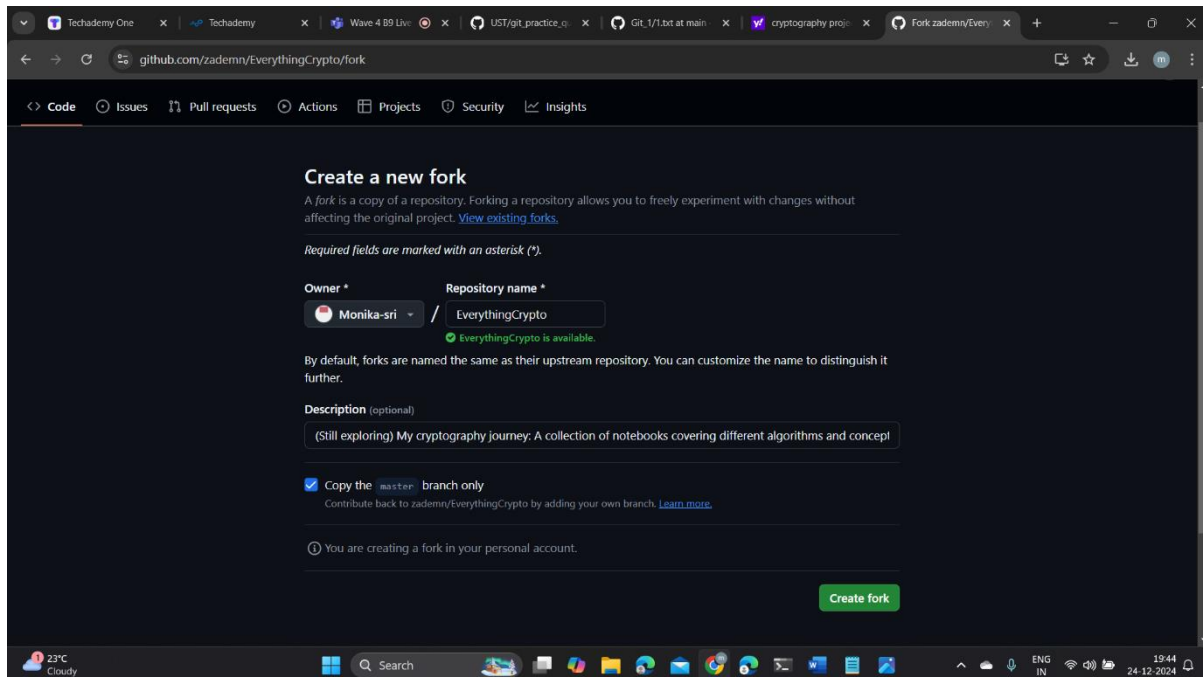 Techademy One
Techademy
Wave 4 B9 Live
UST/git_practice_q
Git_1/1.txt at main
cryptography proje
Fork zademn/Every
github.com/zademn/EverythingCrypto/fork
m
Code
Issues
Pull requests
Actions
Projects
Security
Insights
Create a new fork
A fork is a copy of a repository. Forking a repository allows you to freely experiment with changes without
affecting the original project. View existing forks.
Required fields are marked with an asterisk (*).
Owner *
Repository name *
Monika-sri / EverythingCrypto
EverythingCrypto is available.
By default, forks are named the same as their upstream repository. You can customize the name to distinguish it
further.
Description (optional)
(Still exploring) My cryptography journey: A collection of notebooks covering different algorithms and concept
Copy the master branch only
Contribute back to zademn/EverythingCrypto by adding your own branch. Learn more.
You are creating a fork in your personal account.
Create fork
1
23°C
Cloudy
Search
ENG
IN
19:44
24-12-2024